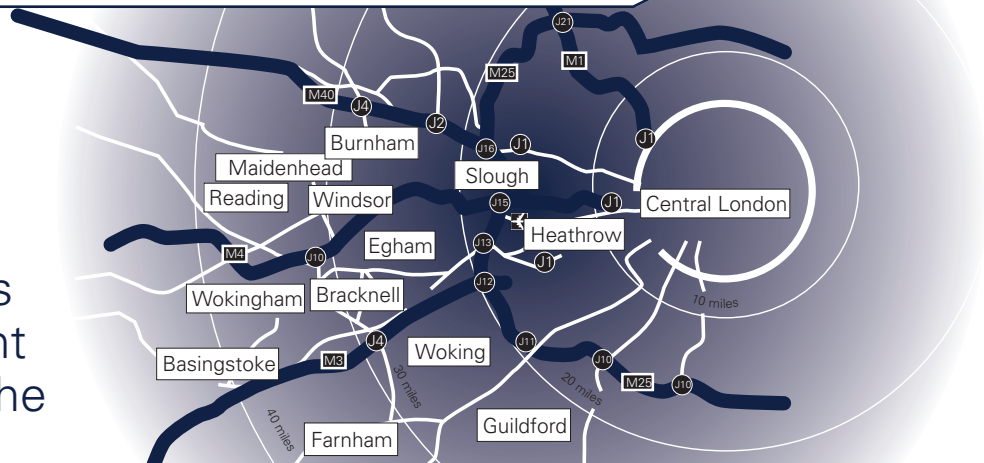 J21
M1
M25
M40
J4
J2
J1
J16
J1
Burnham
Maidenhead
Slough
Reading
Windsor
J15
J1
Central London
Heathrow
Egham
J13
M4
J10
J1
J12
Wokingham
Bracknell
10 miles
s
nt
he
J4
J11
Woking
M3
Basingstoke
J10
M25
J10
30 miles
20 miles
40 miles
Farnham
Guildford